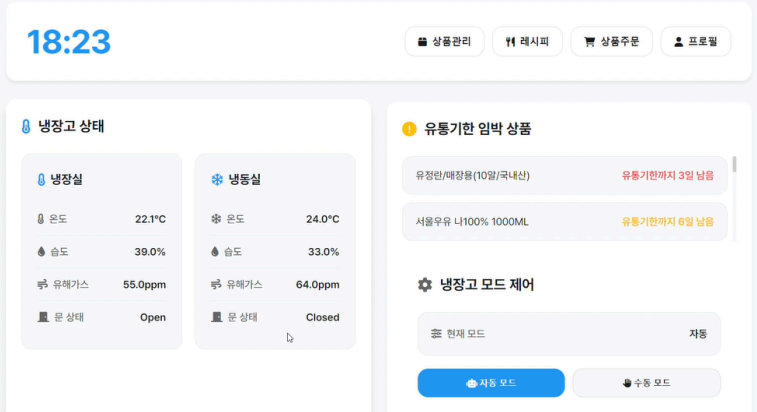 18:23
상품관리
레시피
상품주문
프로필
냉장고 상태
냉장실
온도 22.1°C
습도 39.0%
유해가스 55.0ppm
문 상태 Open
냉동실
온도 24.0°C
습도 33.0%
유해가스 64.0ppm
문 상태 Closed
유통기한 임박 상품
유정란/매장용(10알/국내산) 유통기한까지 3일 남음
서울우유 나100% 1000ML 유통기한까지 6일 남음
냉장고 모드 제어
현재 모드 자동
자동 모드
수동 모드